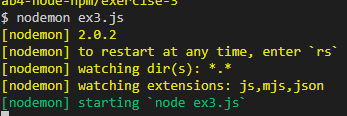 ab4-node-npm/exercise-3
$ nodemon ex3.js
[nodemon] 2.0.2
[nodemon] to restart at any time, enter `rs`
[nodemon] watching dir(s): *.*
[nodemon] watching extensions: js,mjs,json
[nodemon] starting `node ex3.js`